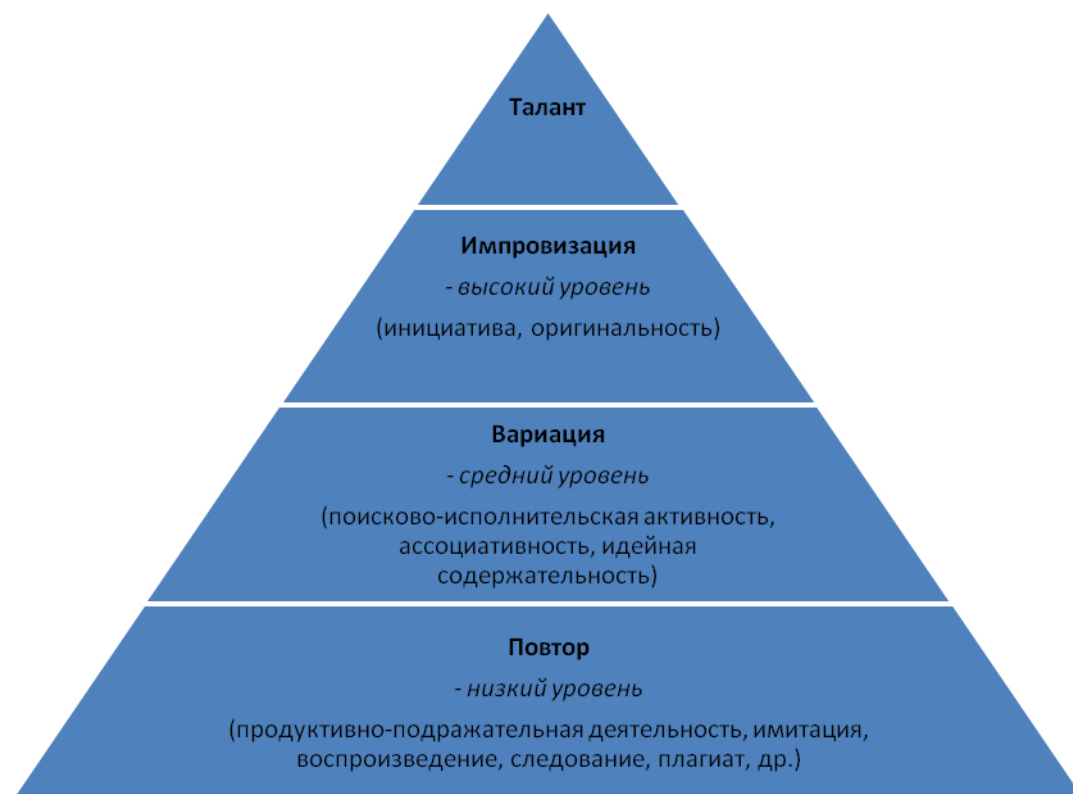 Талант
Импровизация
- высокий уровень
(инициатива, оригинальность)
Вариация
- средний уровень
(поисково-исполнительская активность,
ассоциативность, идейная
содержательность)
Повтор
- низкий уровень
(продуктивно-подражательная деятельность, имитация,
воспроизведение, следование, плагиат, др.)